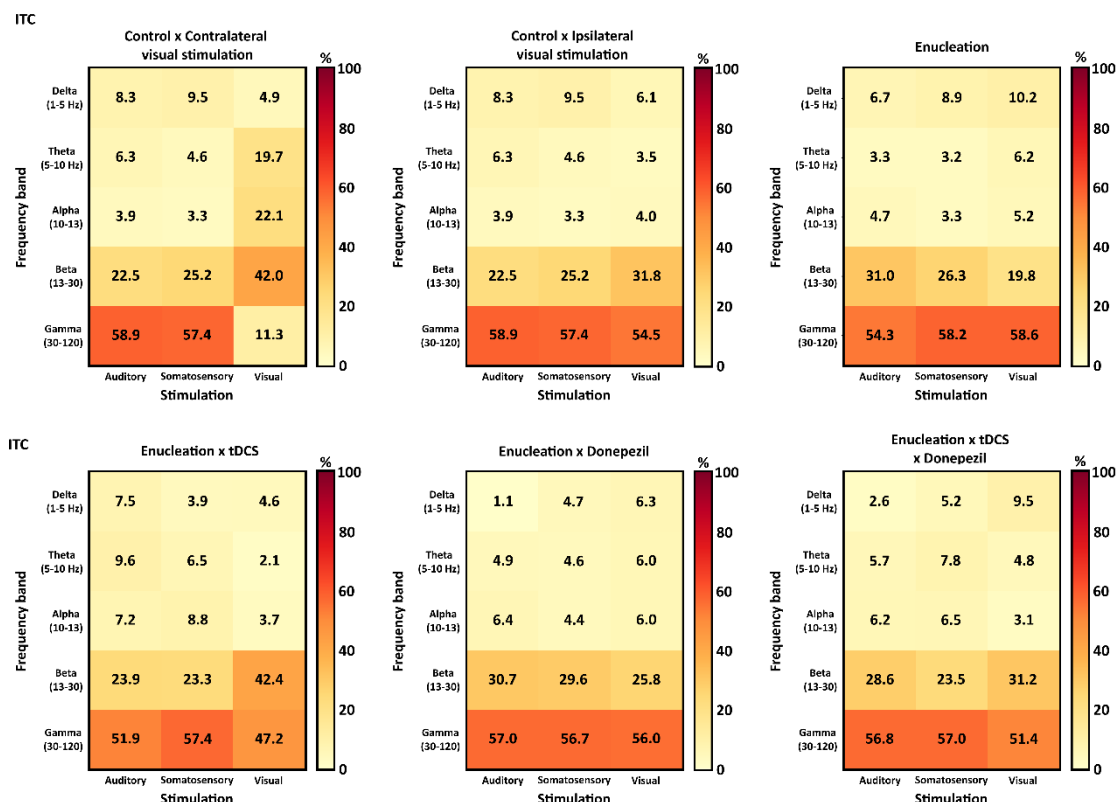 ITC
Control x Contralateral
visual stimulation
%
Frequency band
Delta
(1-5 Hz)
8.3 9.5 4.9
Theta
(5-10 Hz)
6.3 4.6 19.7
Alpha
(10-13)
3.9 3.3 22.1
Beta
(13-30)
22.5 25.2 42.0
Gamma
(30-120)
58.9 57.4 11.3
100
80
60
40
20
0
Auditory Somatosensory Visual
Stimulation
Control x Ipsilateral
visual stimulation
%
Frequency band
Delta
(1-5 Hz)
8.3 9.5 6.1
Theta
(5-10 Hz)
6.3 4.6 3.5
Alpha
(10-13)
3.9 3.3 4.0
Beta
(13-30)
22.5 25.2 31.8
Gamma
(30-120)
58.9 57.4 54.5
100
80
60
40
20
0
Auditory Somatosensory Visual
Stimulation
Enucleation
%
Frequency band
Delta
(1-5 Hz)
6.7 8.9 10.2
Theta
(5-10 Hz)
3.3 3.2 6.2
Alpha
(10-13)
4.7 3.3 5.2
Beta
(13-30)
31.0 26.3 19.8
Gamma
(30-120)
54.3 58.2 58.6
100
80
60
40
20
0
Auditory Somatosensory Visual
Stimulation
ITC
Enucleation x tDCS
%
Frequency band
Delta
(1-5 Hz)
7.5 3.9 4.6
Theta
(5-10 Hz)
9.6 6.5 2.1
Alpha
(10-13)
7.2 8.8 3.7
Beta
(13-30)
23.9 23.3 42.4
Gamma
(30-120)
51.9 57.4 47.2
100
80
60
40
20
0
Auditory Somatosensory Visual
Stimulation
Enucleation x Donepezil
%
Frequency band
Delta
(1-5 Hz)
1.1 4.7 6.3
Theta
(5-10 Hz)
4.9 4.6 6.0
Alpha
(10-13)
6.4 4.4 6.0
Beta
(13-30)
30.7 29.6 25.8
Gamma
(30-120)
57.0 56.7 56.0
100
80
60
40
20
0
Auditory Somatosensory Visual
Stimulation
Enucleation x tDCS
x Donepezil
%
Frequency band
Delta
(1-5 Hz)
2.6 5.2 9.5
Theta
(5-10 Hz)
5.7 7.8 4.8
Alpha
(10-13)
6.2 6.5 3.1
Beta
(13-30)
28.6 23.5 31.2
Gamma
(30-120)
56.8 57.0 51.4
100
80
60
40
20
0
Auditory Somatosensory Visual
Stimulation